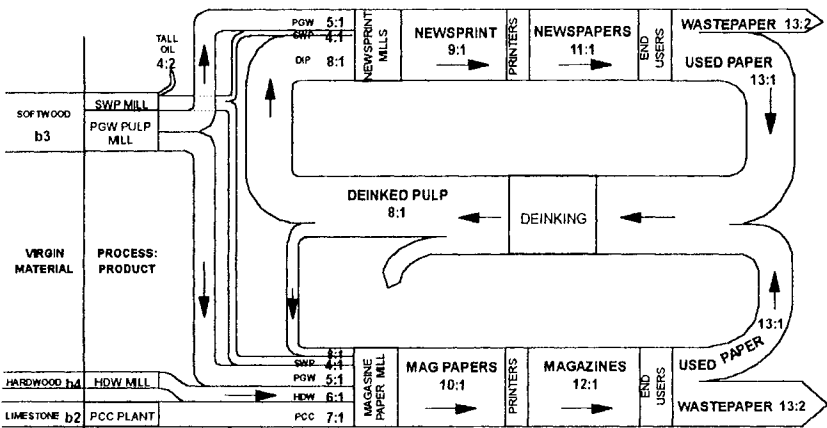 PGW 5:1
SWP 4:1
DIP 8:1
NEWSPRINT MILLS
NEWSPRINT
9:1
PRINTERS
NEWSPAPERS
11:1
END USERS
WASTEPAPER 13:2
USED PAPER
13:1
TALL
OIL
4:2
SOFTWOOD
b3
SWP MILL
PGW PULP
MILL
DEINKED PULP
8:1
DEINKING
VIRGIN
MATERIAL
PROCESS:
PRODUCT
8:1
SWP 4:1
PGW 5:1
HDW 6:1
PCC 7:1
MAGASINE
PAPER MILL
MAG PAPERS
10:1
PRINTERS
MAGAZINES
12:1
END
USERS
13:1
USED PAPER
WASTEPAPER 13:2
HARDWOOD b4
HDW MILL
LIMESTONE b2
PCC PLANT